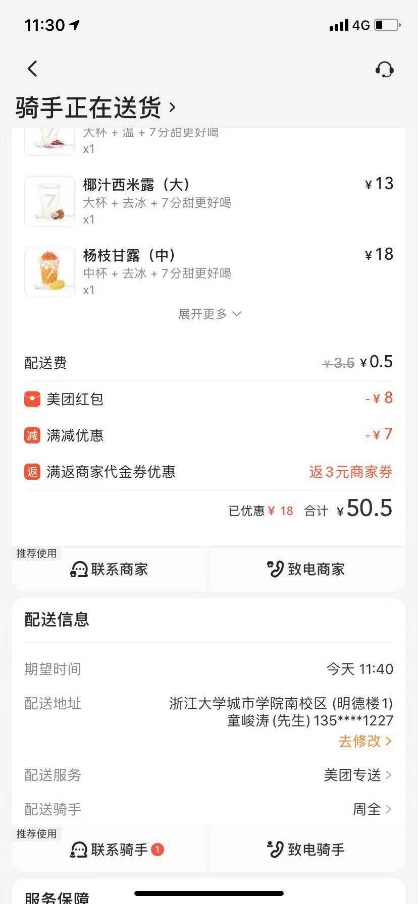 11:30
4G
骑手正在送货
大杯 + 温 + 7分甜更好喝
x1
椰汁西米露（大）
¥13
大杯 + 去冰 + 7分甜更好喝
x1
杨枝甘露（中）
¥18
中杯 + 去冰 + 7分甜更好喝
x1
展开更多
配送费
¥3.5 ¥0.5
美团红包
-¥8
减 满减优惠
-¥7
返 满返商家代金券优惠
返3元商家券
已优惠¥18 合计 ¥50.5
推荐使用
联系商家
致电商家
配送信息
期望时间
今天 11:40
配送地址
浙江大学城市学院南校区 (明德楼1)
童峻涛(先生) 135****1227
去修改
配送服务
美团专送
配送骑手
周全
推荐使用
联系骑手 1
致电骑手
服务保障